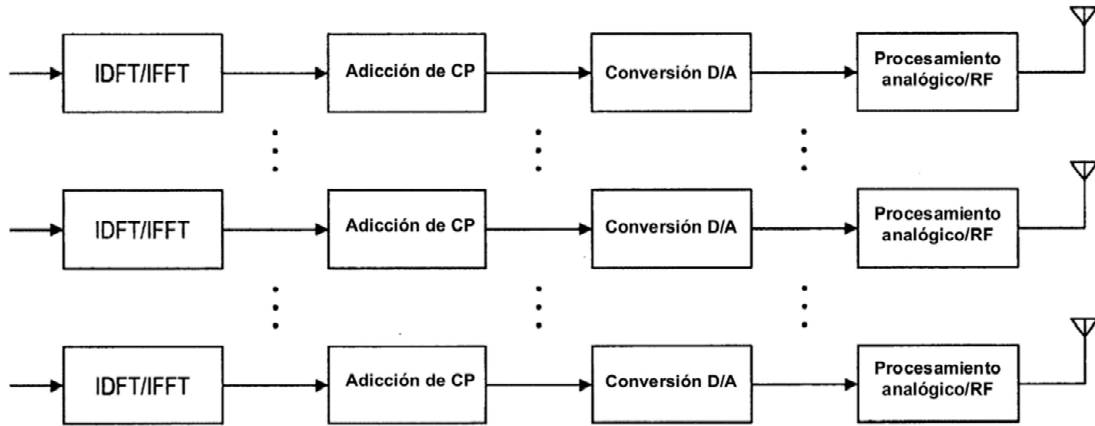 IDFT/IFFT
Adicción de CP
Conversión D/A
Procesamiento
analógico/RF
IDFT/IFFT
Adicción de CP
Conversión D/A
Procesamiento
analógico/RF
IDFT/IFFT
Adicción de CP
Conversión D/A
Procesamiento
analógico/RF